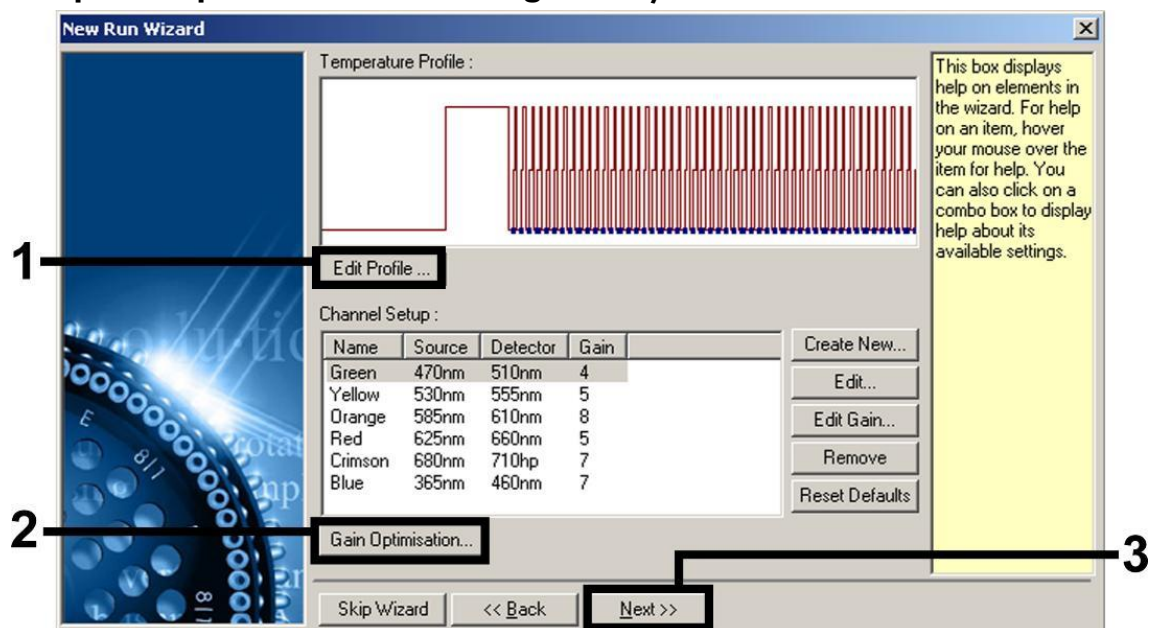 New Run Wizard
Temperature Profile :
This box displays
help on elements in
the wizard. For help
on an item, hover
your mouse over the
item for help. You
can also click on a
combo box to display
help about its
available settings.
1
Edit Profile ...
Channel Setup :
Name Source Detector Gain
Green 470nm 510nm 4
Yellow 530nm 555nm 5
Orange 585nm 610nm 8
Red 625nm 660nm 5
Crimson 680nm 710hp 7
Blue 365nm 460nm 7
Create New...
Edit...
Edit Gain...
Remove
Reset Defaults
2
Gain Optimisation...
3
Skip Wizard
<< Back
Next >>